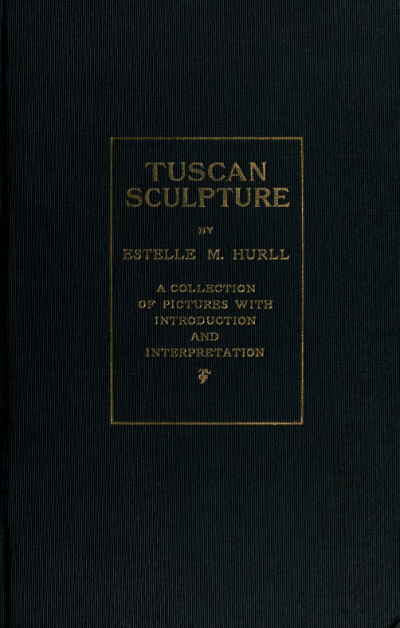 TUSCAN
SCULPTURE
BY
ESTELLE M. HURLL
A COLLECTION
OF PICTURES WITH
INTRODUCTION
AND
INTERPRETATION